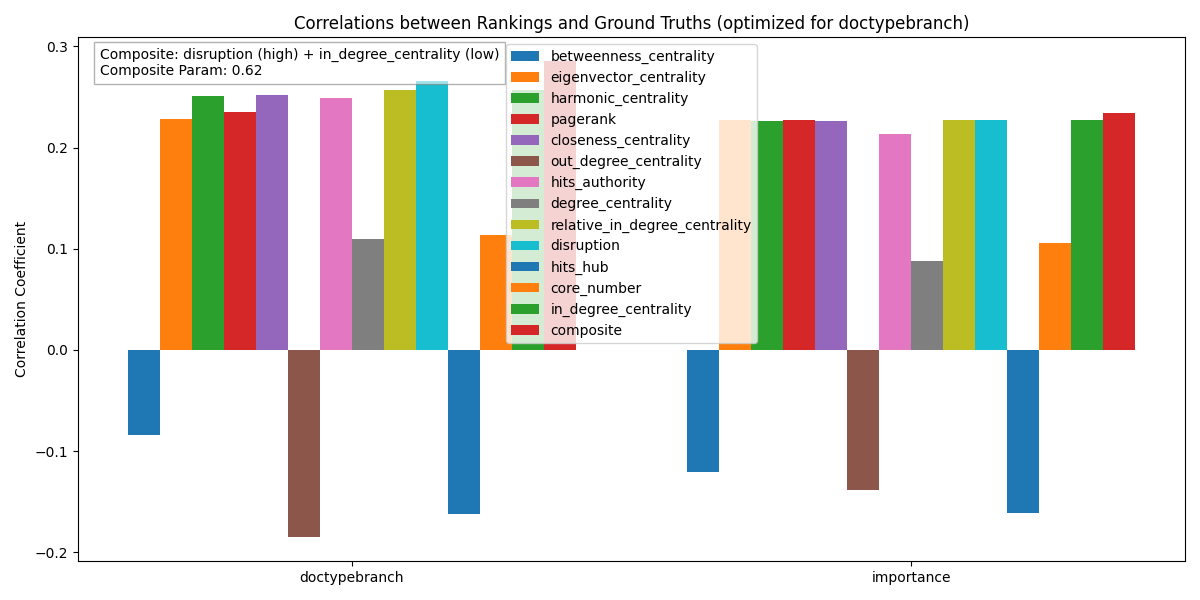 Correlations between Rankings and Ground Truths (optimized for doctypebranch)
Composite: disruption (high) + in_degree_centrality (low)
Composite Param: 0.62
betweenness_centrality
eigenvector_centrality
harmonic_centrality
pagerank
closeness_centrality
out_degree_centrality
hits_authority
degree_centrality
relative_in_degree_centrality
disruption
hits_hub
core_number
in_degree_centrality
composite
Correlation Coefficient
0.3
0.2
0.1
0.0
−0.1
−0.2
doctypebranch
importance